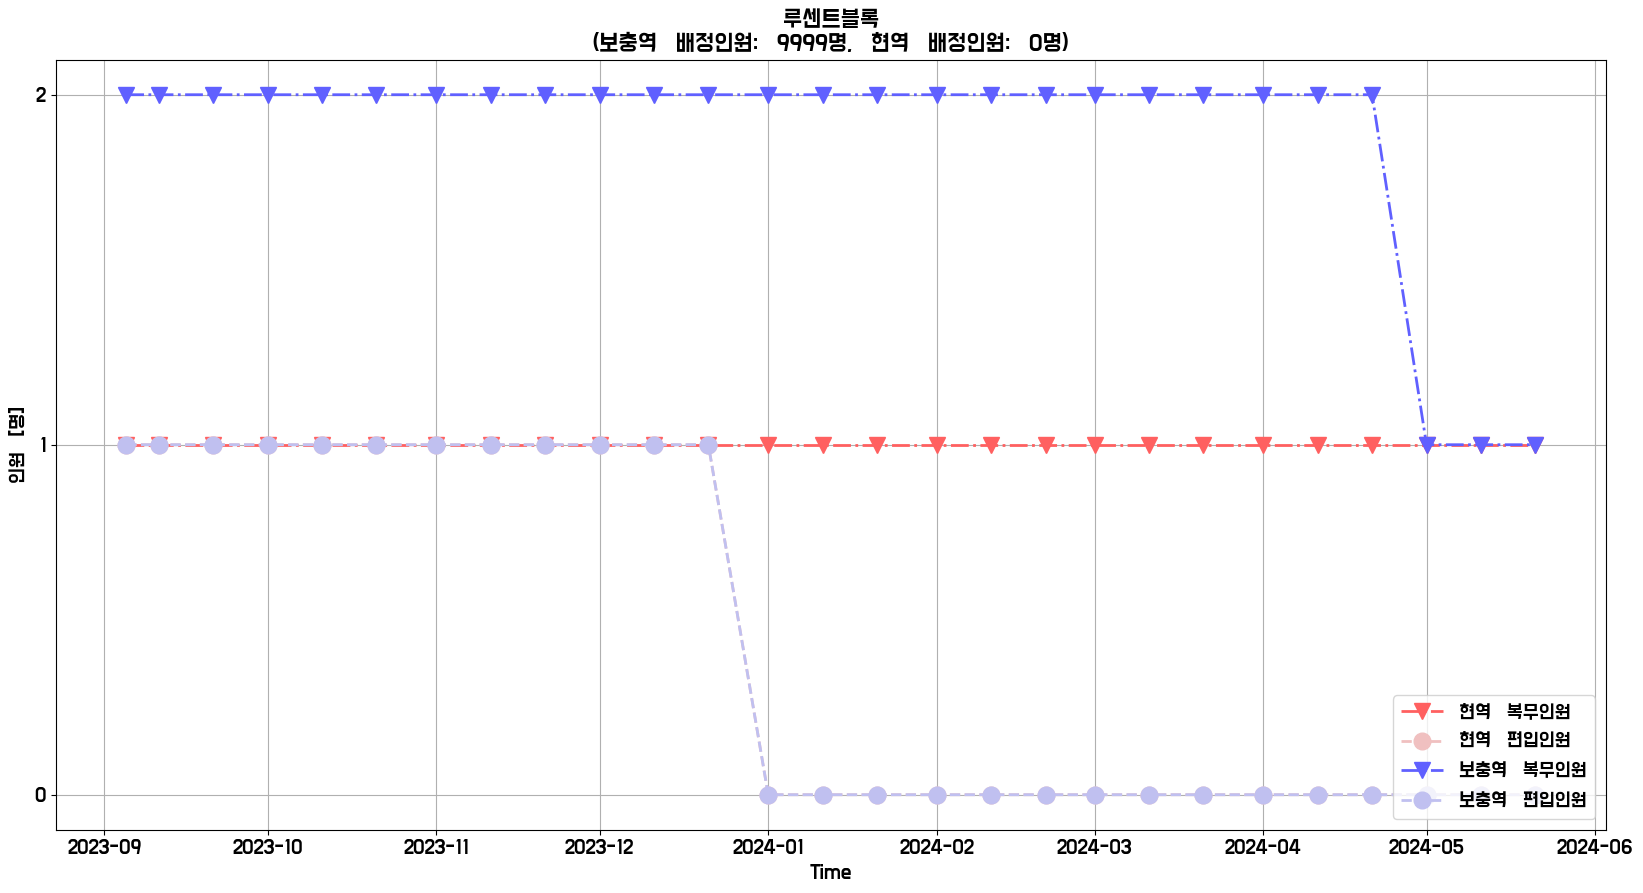 루센트블록
(보충역 배정인원: 9999명, 현역 배정인원: 0명)
2
1
0
인원 [명]
현역 복무인원
현역 편입인원
보충역 복무인원
보충역 편입인원
2023-09 2023-10 2023-11 2023-12 2024-01 2024-02 2024-03 2024-04 2024-05 2024-06
Time